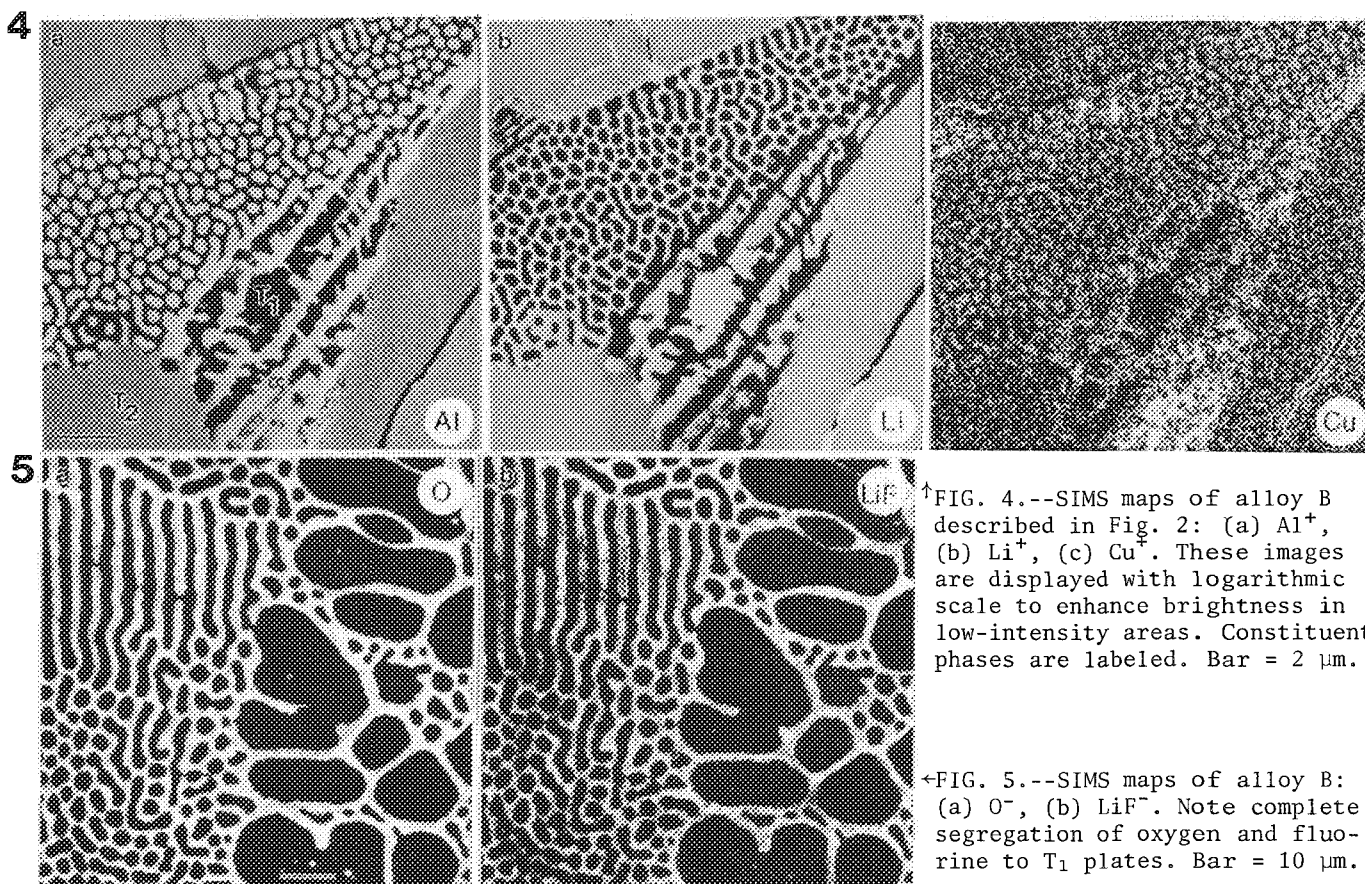 4
a
b
T1
T2
Al
Li
Cu
5
a
O
LiF
↑FIG. 4.--SIMS maps of alloy B
described in Fig. 2: (a) Al⁺,
(b) Li⁺, (c) Cu⁺. These images
are displayed with logarithmic
scale to enhance brightness in
low-intensity areas. Constituent
phases are labeled. Bar = 2 μm.
←FIG. 5.--SIMS maps of alloy B:
(a) O⁻, (b) LiF⁻. Note complete
segregation of oxygen and fluo-
rine to T₁ plates. Bar = 10 μm.